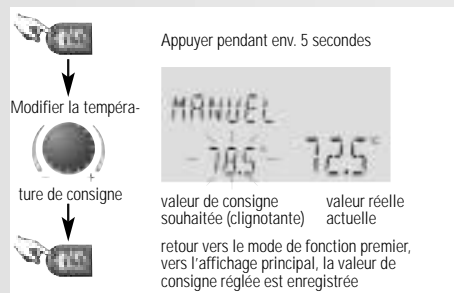 Appuyer pendant env. 5 secondes
Modifier la tempéra-
MANUEL
78.5° 72.5°
- +
ture de consigne
valeur de consigne
souhaitée (clignotante)
valeur réelle
actuelle
retour vers le mode de fonction premier,
vers l'affichage principal, la valeur de
consigne réglée est enregistrée